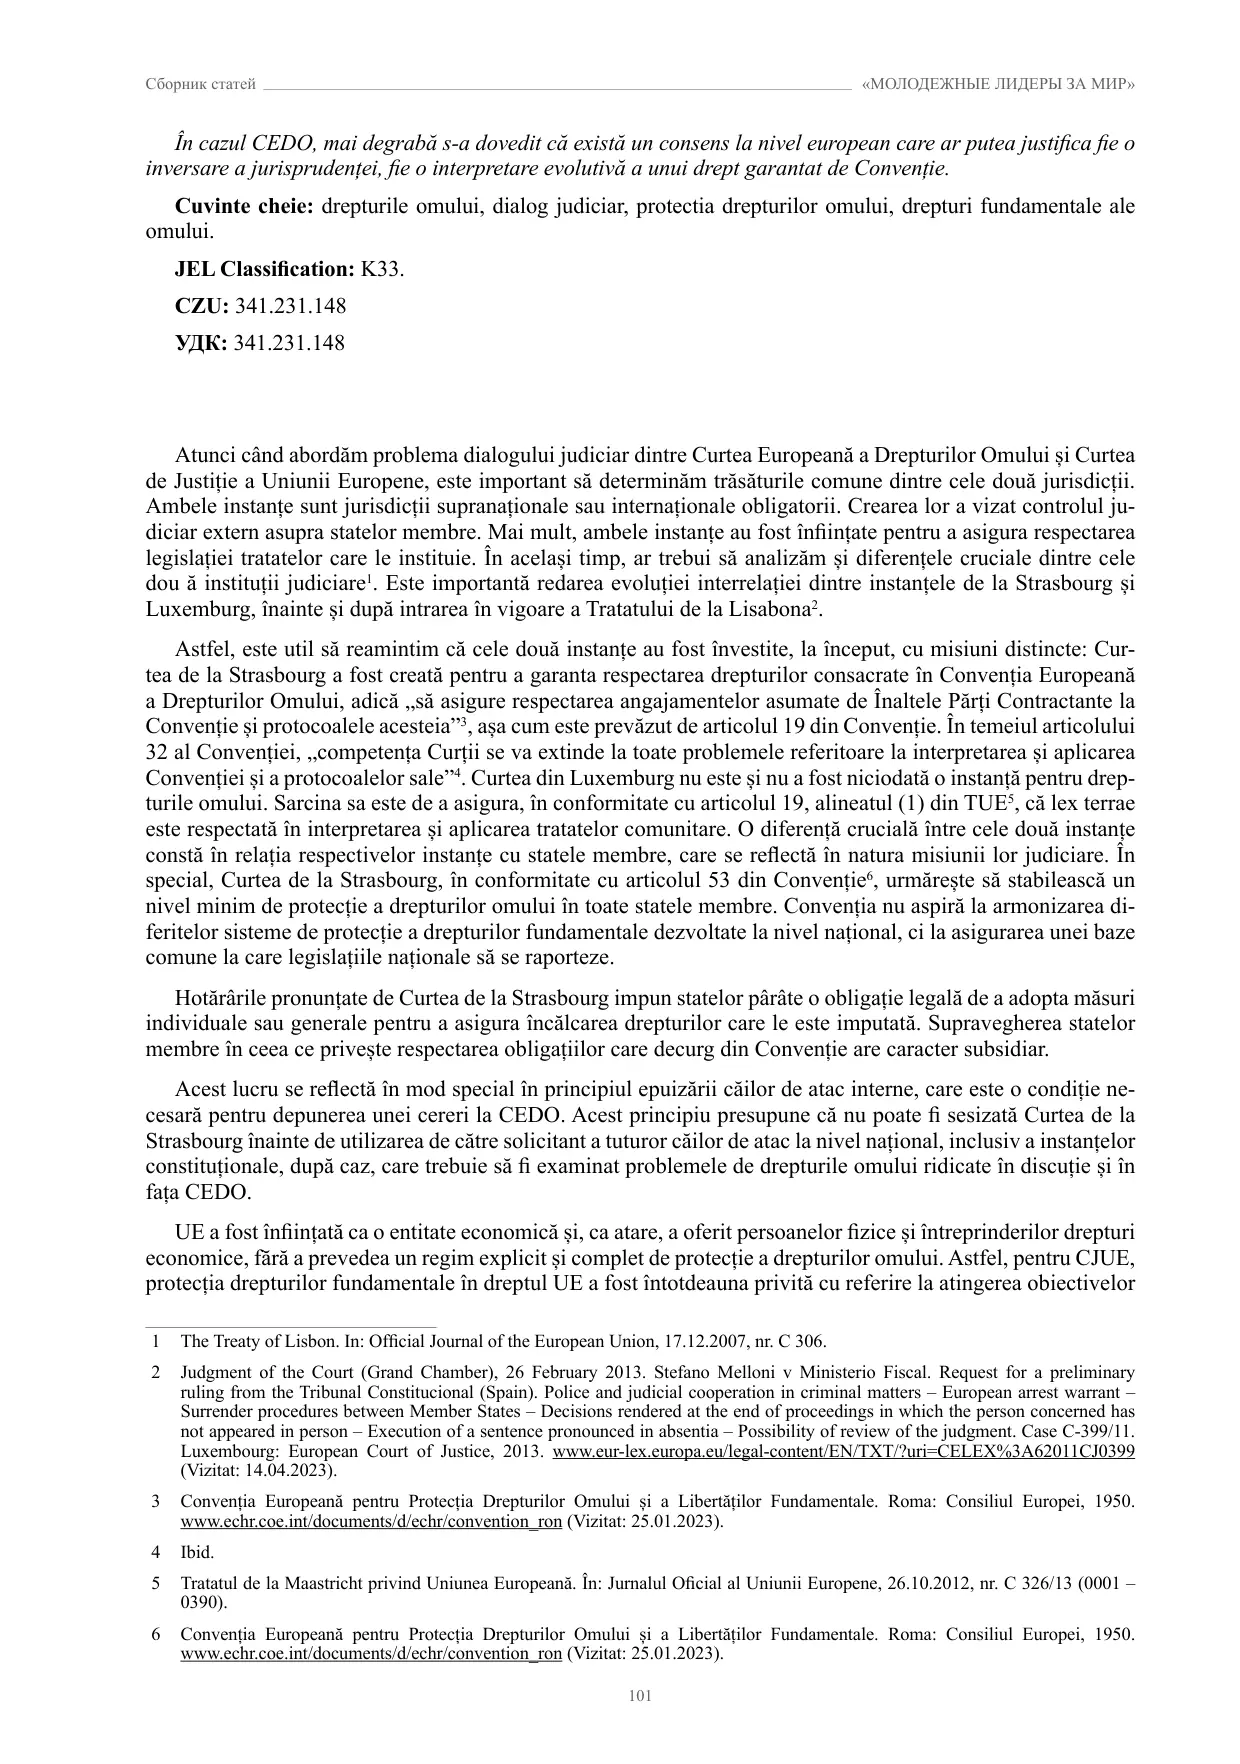 Сборник статей «МОЛОДЕЖНЫЕ ЛИДЕРЫ ЗА МИР»
În cazul CEDO, mai degrabă s-a dovedit că există un consens la nivel european care ar putea justifica fie o
inversare a jurisprudenței, fie o interpretare evolutivă a unui drept garantat de Convenție.
Cuvinte cheie: drepturile omului, dialog judiciar, protectia drepturilor omului, drepturi fundamentale ale
omului.
JEL Classification: K33.
CZU: 341.231.148
УДК: 341.231.148
Atunci când abordăm problema dialogului judiciar dintre Curtea Europeană a Drepturilor Omului și Curtea
de Justiție a Uniunii Europene, este important să determinăm trăsăturile comune dintre cele două jurisdicții.
Ambele instanțe sunt jurisdicții supranaționale sau internaționale obligatorii. Crearea lor a vizat controlul ju-
diciar extern asupra statelor membre. Mai mult, ambele instanțe au fost înființate pentru a asigura respectarea
legislației tratatelor care le instituie. În același timp, ar trebui să analizăm și diferențele cruciale dintre cele
dou ă instituții judiciare1. Este importantă redarea evoluției interrelației dintre instanțele de la Strasbourg și
Luxemburg, înainte și după intrarea în vigoare a Tratatului de la Lisabona2.
Astfel, este util să reamintim că cele două instanțe au fost învestite, la început, cu misiuni distincte: Cur-
tea de la Strasbourg a fost creată pentru a garanta respectarea drepturilor consacrate în Convenția Europeană
a Drepturilor Omului, adică „să asigure respectarea angajamentelor asumate de Înaltele Părți Contractante la
Convenție și protocoalele acesteia”3, așa cum este prevăzut de articolul 19 din Convenție. În temeiul articolului
32 al Convenției, „competența Curții se va extinde la toate problemele referitoare la interpretarea și aplicarea
Convenției și a protocoalelor sale”4. Curtea din Luxemburg nu este și nu a fost niciodată o instanță pentru drep-
turile omului. Sarcina sa este de a asigura, în conformitate cu articolul 19, alineatul (1) din TUE5, că lex terrae
este respectată în interpretarea și aplicarea tratatelor comunitare. O diferență crucială între cele două instanțe
constă în relația respectivelor instanțe cu statele membre, care se reflectă în natura misiunii lor judiciare. În
special, Curtea de la Strasbourg, în conformitate cu articolul 53 din Convenție6, urmărește să stabilească un
nivel minim de protecție a drepturilor omului în toate statele membre. Convenția nu aspiră la armonizarea di-
feritelor sisteme de protecție a drepturilor fundamentale dezvoltate la nivel național, ci la asigurarea unei baze
comune la care legislațiile naționale să se raporteze.
Hotărârile pronunțate de Curtea de la Strasbourg impun statelor pârâte o obligație legală de a adopta măsuri
individuale sau generale pentru a asigura încălcarea drepturilor care le este imputată. Supravegherea statelor
membre în ceea ce privește respectarea obligațiilor care decurg din Convenție are caracter subsidiar.
Acest lucru se reflectă în mod special în principiul epuizării căilor de atac interne, care este o condiție ne-
cesară pentru depunerea unei cereri la CEDO. Acest principiu presupune că nu poate fi sesizată Curtea de la
Strasbourg înainte de utilizarea de către solicitant a tuturor căilor de atac la nivel național, inclusiv a instanțelor
constituționale, după caz, care trebuie să fi examinat problemele de drepturile omului ridicate în discuție și în
fața CEDO.
UE a fost înființată ca o entitate economică și, ca atare, a oferit persoanelor fizice și întreprinderilor drepturi
economice, fără a prevedea un regim explicit și complet de protecție a drepturilor omului. Astfel, pentru CJUE,
protecția drepturilor fundamentale în dreptul UE a fost întotdeauna privită cu referire la atingerea obiectivelor
1 The Treaty of Lisbon. In: Official Journal of the European Union, 17.12.2007, nr. C 306.
2 Judgment of the Court (Grand Chamber), 26 February 2013. Stefano Melloni v Ministerio Fiscal. Request for a preliminary
ruling from the Tribunal Constitucional (Spain). Police and judicial cooperation in criminal matters – European arrest warrant –
Surrender procedures between Member States – Decisions rendered at the end of proceedings in which the person concerned has
not appeared in person – Execution of a sentence pronounced in absentia – Possibility of review of the judgment. Case C-399/11.
Luxembourg: European Court of Justice, 2013. www.eur-lex.europa.eu/legal-content/EN/TXT/?uri=CELEX%3A62011CJ0399
(Vizitat: 14.04.2023).
3 Convenția Europeană pentru Protecția Drepturilor Omului și a Libertăților Fundamentale. Roma: Consiliul Europei, 1950.
www.echr.coe.int/documents/d/echr/convention_ron (Vizitat: 25.01.2023).
4 Ibid.
5 Tratatul de la Maastricht privind Uniunea Europeană. În: Jurnalul Oficial al Uniunii Europene, 26.10.2012, nr. C 326/13 (0001 –
0390).
6 Convenția Europeană pentru Protecția Drepturilor Omului și a Libertăților Fundamentale. Roma: Consiliul Europei, 1950.
www.echr.coe.int/documents/d/echr/convention_ron (Vizitat: 25.01.2023).
101